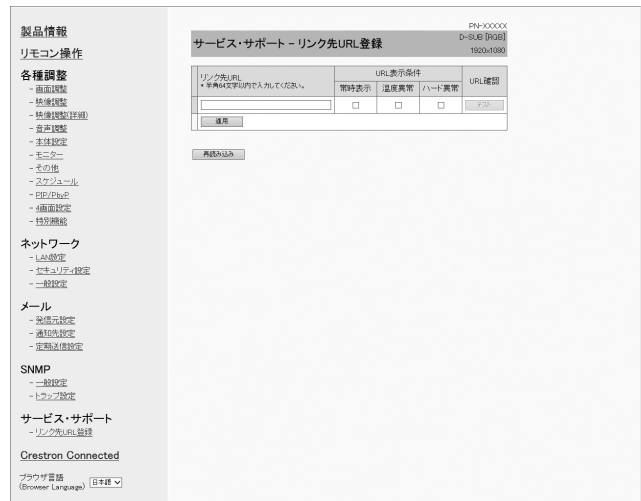 製品情報
リモコン操作
各種調整
- 画面調整
- 映像調整
- 映像調整(詳細)
- 音声調整
- 本体設定
- モニター
- その他
- スケジュール
- PIP/PbyP
- 4画面設定
- 特別機能
ネットワーク
- LAN設定
- セキュリティ設定
- 一般設定
メール
- 発信元設定
- 通知先設定
- 定期送信設定
SNMP
- 一般設定
- トラップ設定
サービス・サポート
- リンク先URL登録
Crestron Connected
ブラウザ言語
(Browser Language) 日本語
PN-XXXXX
サービス・サポート - リンク先URL登録
D-SUB [RGB]
1920x1080
リンク先URL
* 半角64文字以内で入力してください。
URL表示条件
URL確認
常時表示 温度異常 ハード異常
テスト
適用
再読み込み